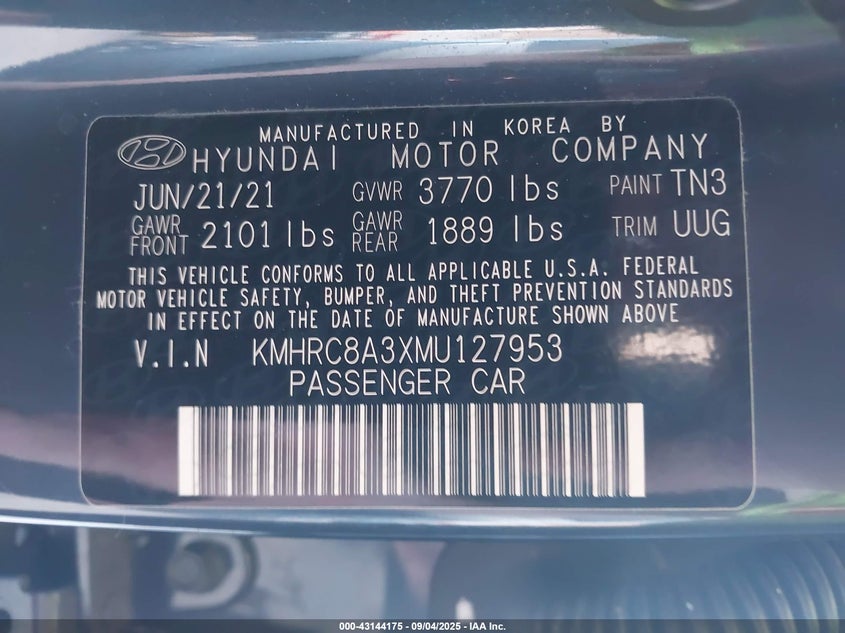 MANUFACTURED IN KOREA BY
HYUNDAI MOTOR COMPANY
JUN/21/21 GVWR 3770 lbs PAINT TN3
GAWR FRONT 2101 lbs GAWR REAR 1889 lbs TRIM UUG
THIS VEHICLE CONFORMS TO ALL APPLICABLE U.S.A. FEDERAL
MOTOR VEHICLE SAFETY, BUMPER, AND THEFT PREVENTION STANDARDS
IN EFFECT ON THE DATE OF MANUFACTURE SHOWN ABOVE
V.I.N KMHRC8A3XMU127953
PASSENGER CAR
000-43144175 - 09/04/2025 - IAA Inc.